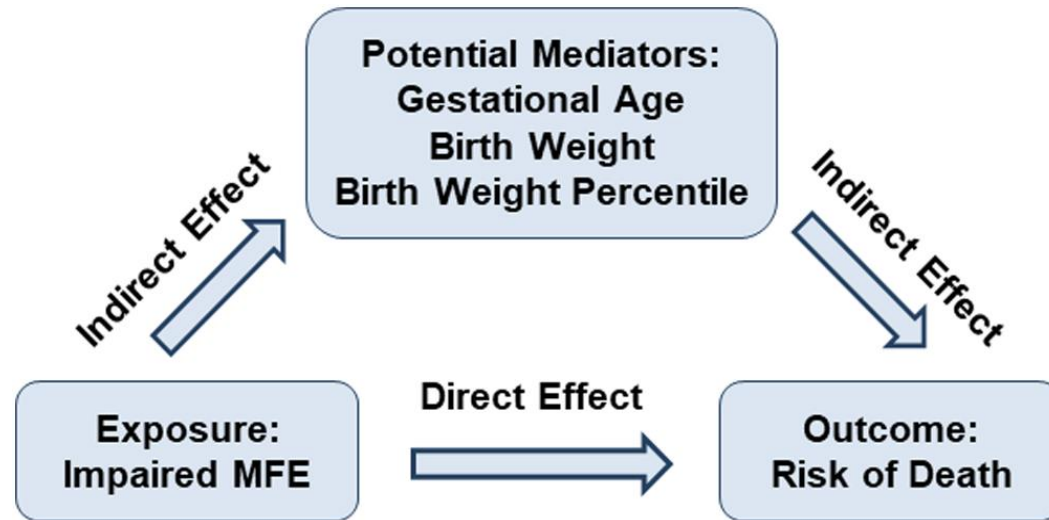 Potential Mediators:
Gestational Age
Birth Weight
Birth Weight Percentile
Indirect Effect
Indirect Effect
Direct Effect
Exposure:
Impaired MFE
Outcome:
Risk of Death